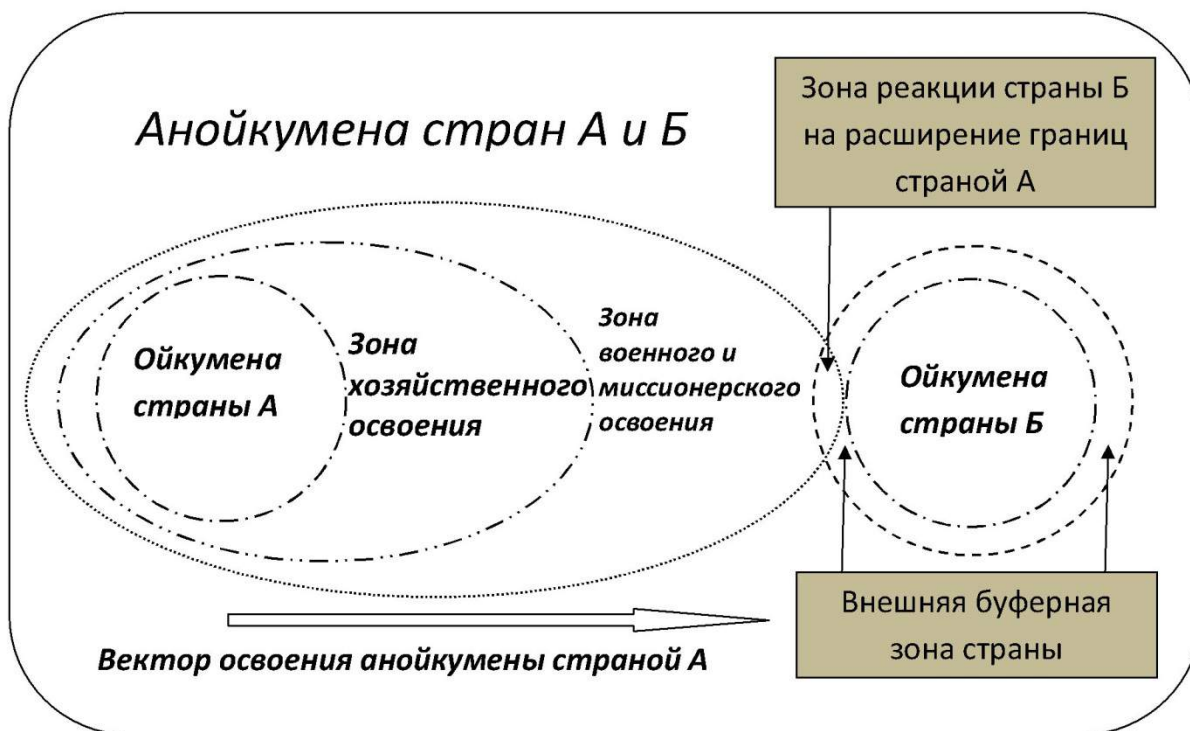 Анойкумена стран А и Б
Зона реакции страны Б
на расширение границ
страной А
Ойкумена
страны А
Зона
хозяйственного
освоения
Зона
военного и
миссионерского
освоения
Ойкумена
страны Б
Вектор освоения анойкумены страной А
Внешняя буферная
зона страны